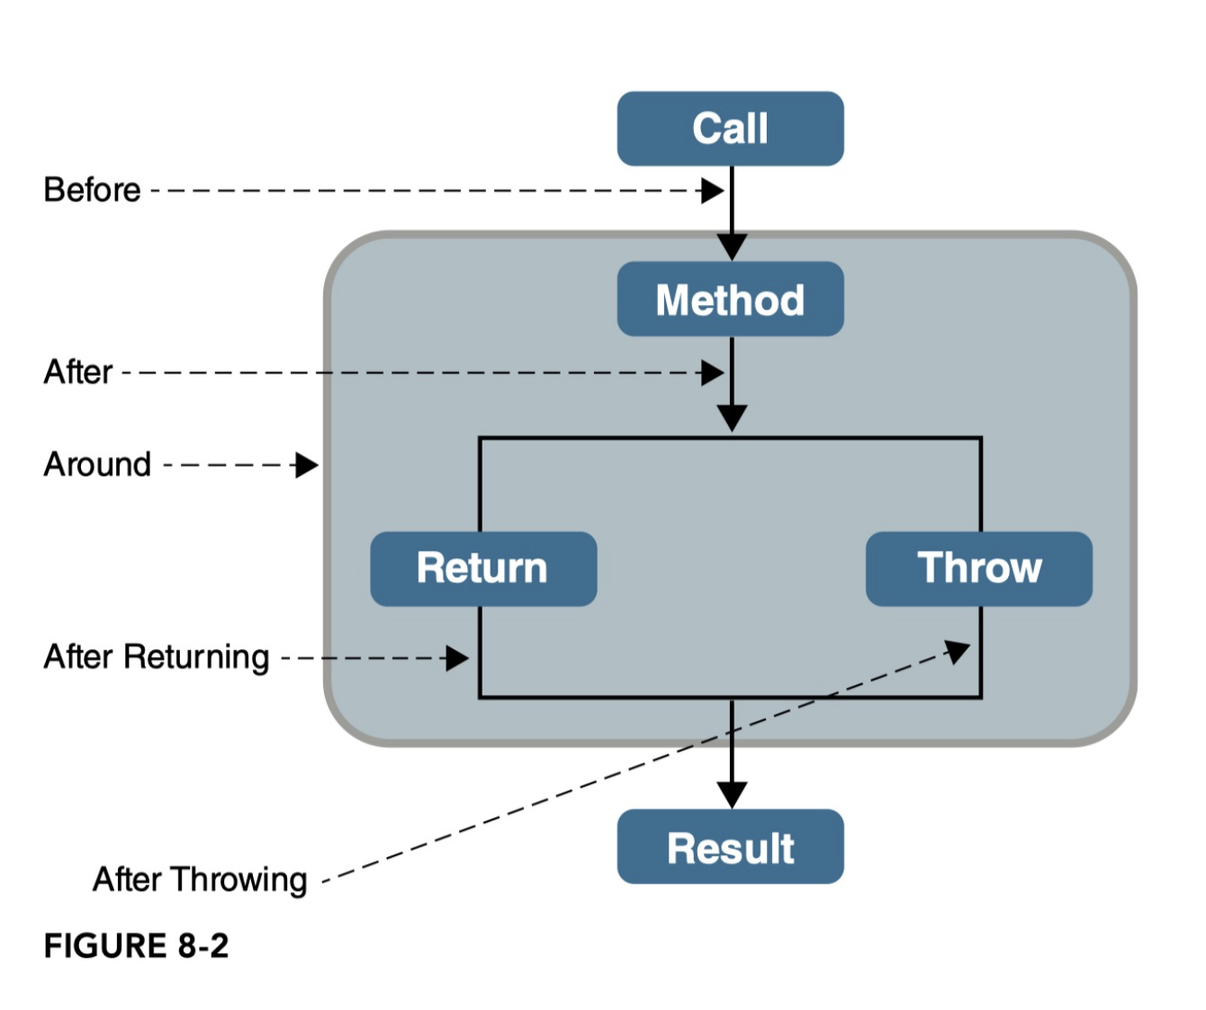 Call
Before
Method
After
Around
Return
Throw
After Returning
Result
After Throwing
FIGURE 8-2